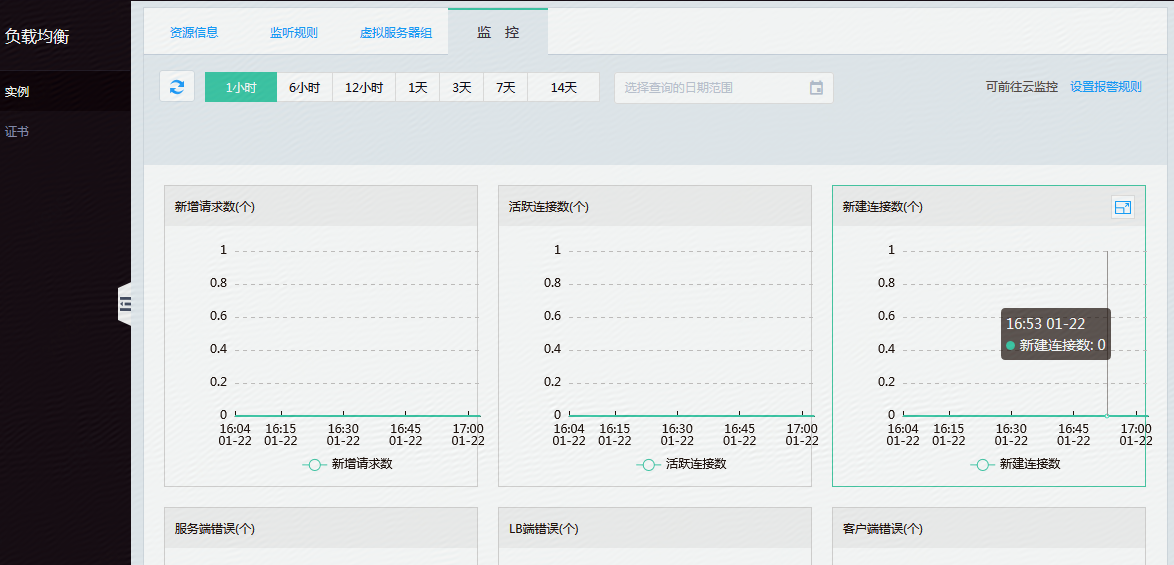 负载均衡
实例
证书
资源信息 监听规则 虚拟服务器组 监 控
1小时 6小时 12小时 1天 3天 7天 14天 选择查询的日期范围 可前往云监控 设置报警规则
新增请求数(个)
1
0.8
0.6
0.4
0.2
0
16:04 16:15 16:30 16:45 17:00
01-22 01-22 01-22 01-22 01-22
新增请求数
活跃连接数(个)
1
0.8
0.6
0.4
0.2
0
16:04 16:15 16:30 16:45 17:00
01-22 01-22 01-22 01-22 01-22
活跃连接数
新建连接数(个)
1
0.8
0.6
0.4
0.2
0
16:53 01-22
新建连接数: 0
16:04 16:15 16:30 16:45 17:00
01-22 01-22 01-22 01-22 01-22
新建连接数
服务端错误(个)
LB端错误(个)
客户端错误(个)